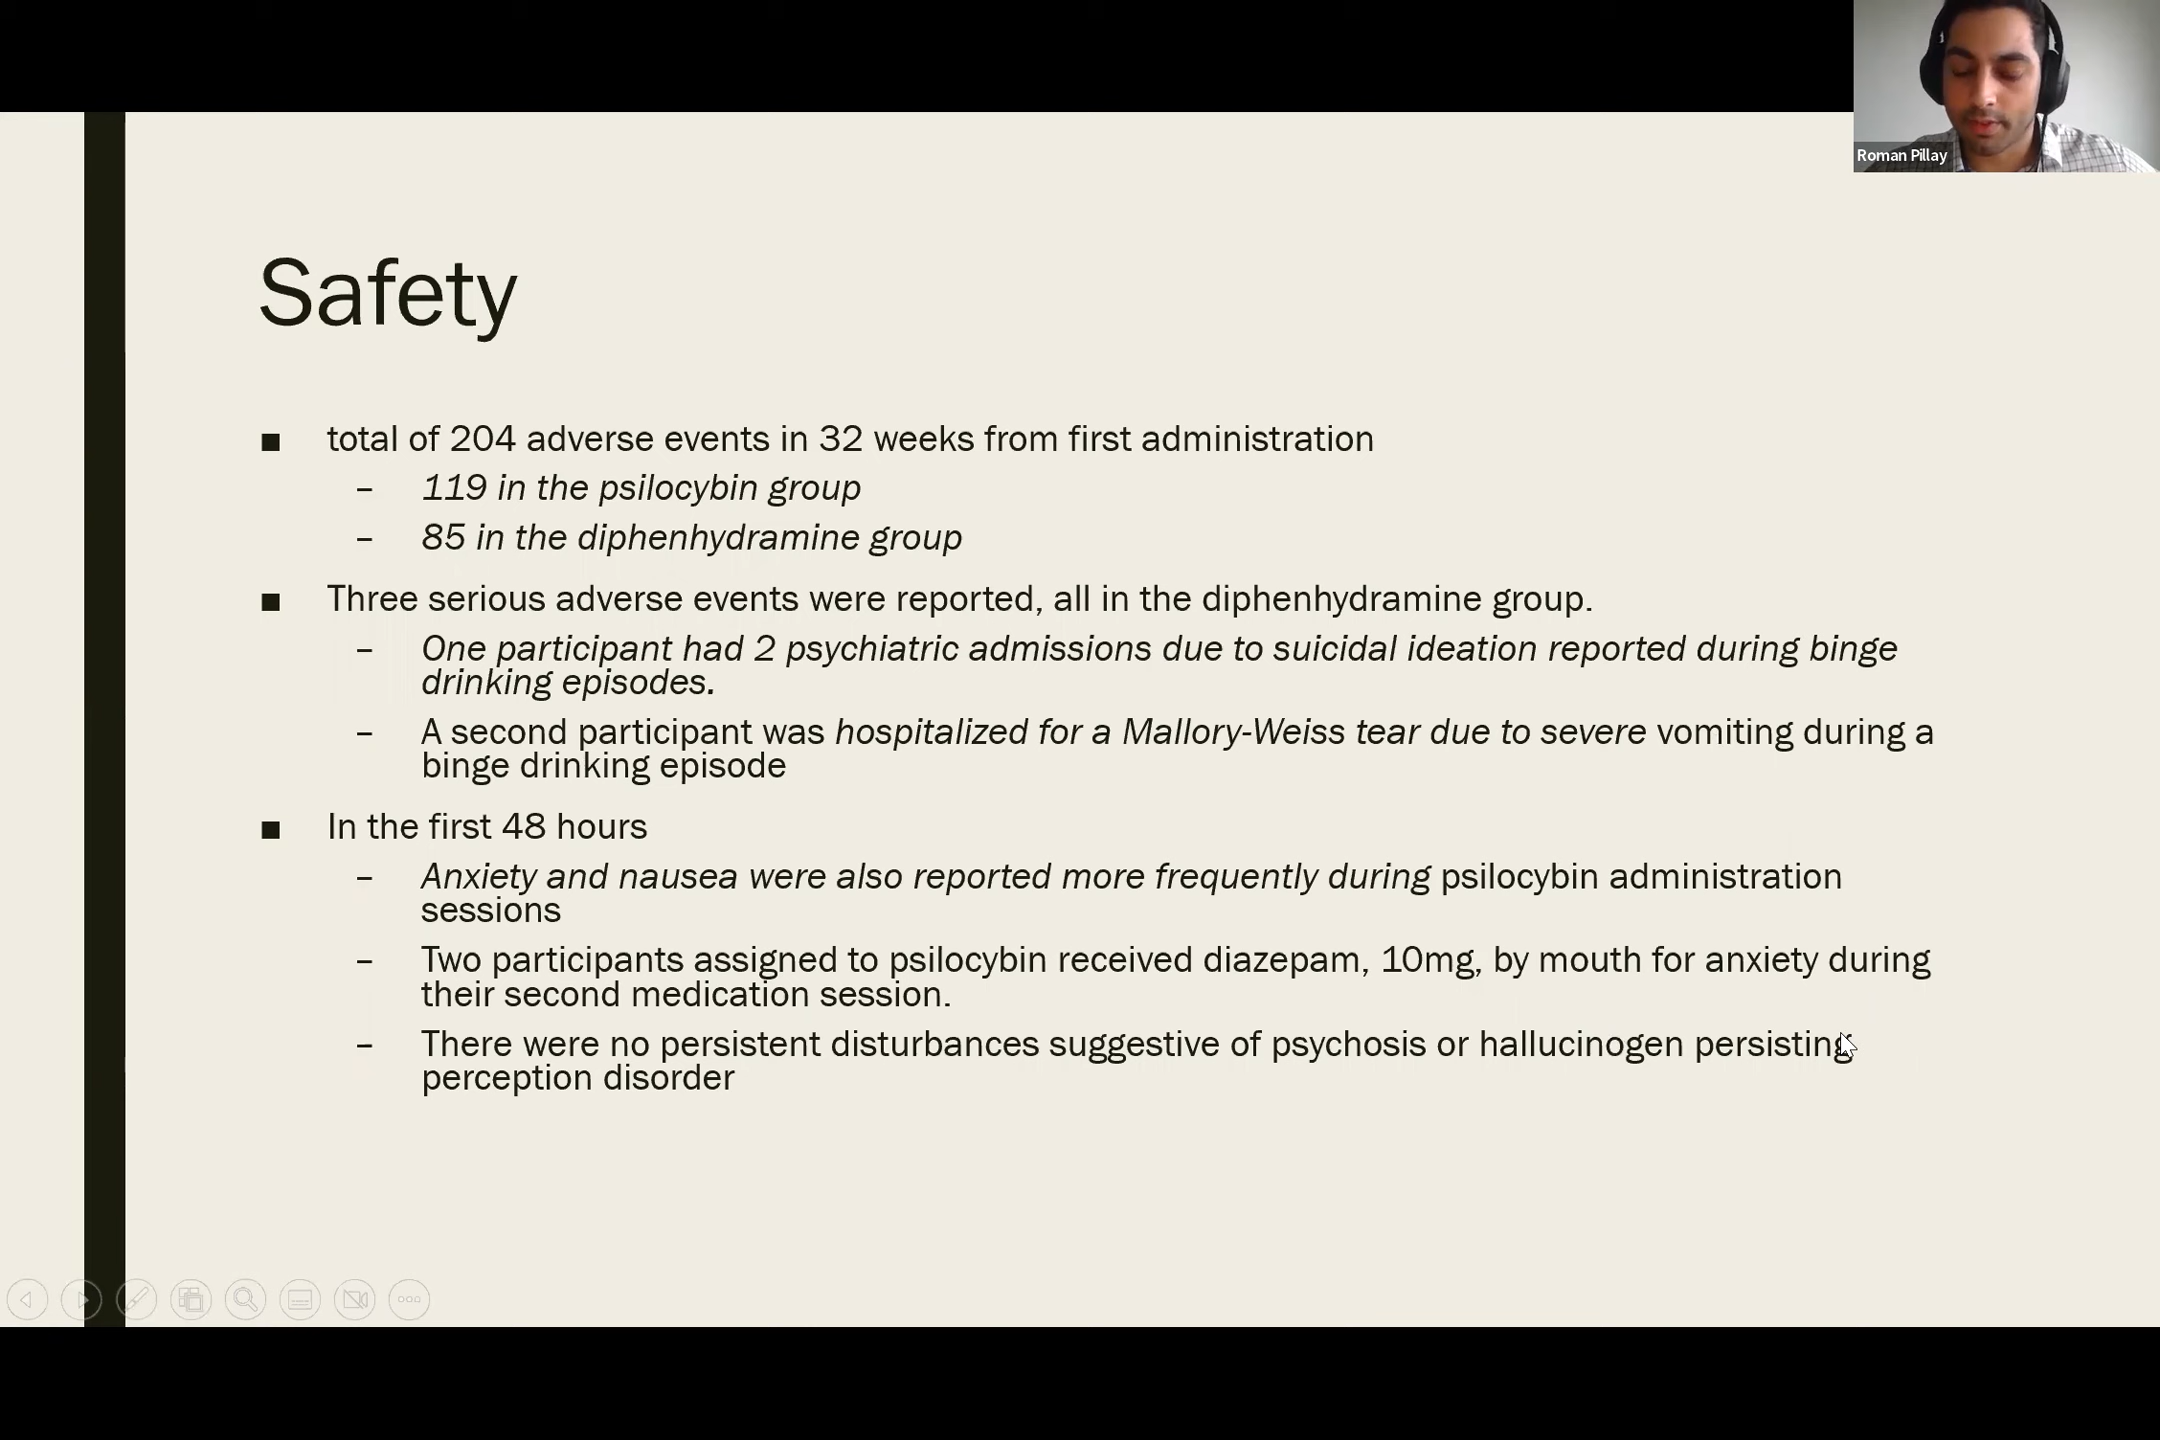 Roman Pillay
Safety
■ total of 204 adverse events in 32 weeks from first administration
– 119 in the psilocybin group
– 85 in the diphenhydramine group
■ Three serious adverse events were reported, all in the diphenhydramine group.
– One participant had 2 psychiatric admissions due to suicidal ideation reported during binge
drinking episodes.
– A second participant was hospitalized for a Mallory-Weiss tear due to severe vomiting during a
binge drinking episode
■ In the first 48 hours
– Anxiety and nausea were also reported more frequently during psilocybin administration
sessions
– Two participants assigned to psilocybin received diazepam, 10mg, by mouth for anxiety during
their second medication session.
– There were no persistent disturbances suggestive of psychosis or hallucinogen persisting
perception disorder